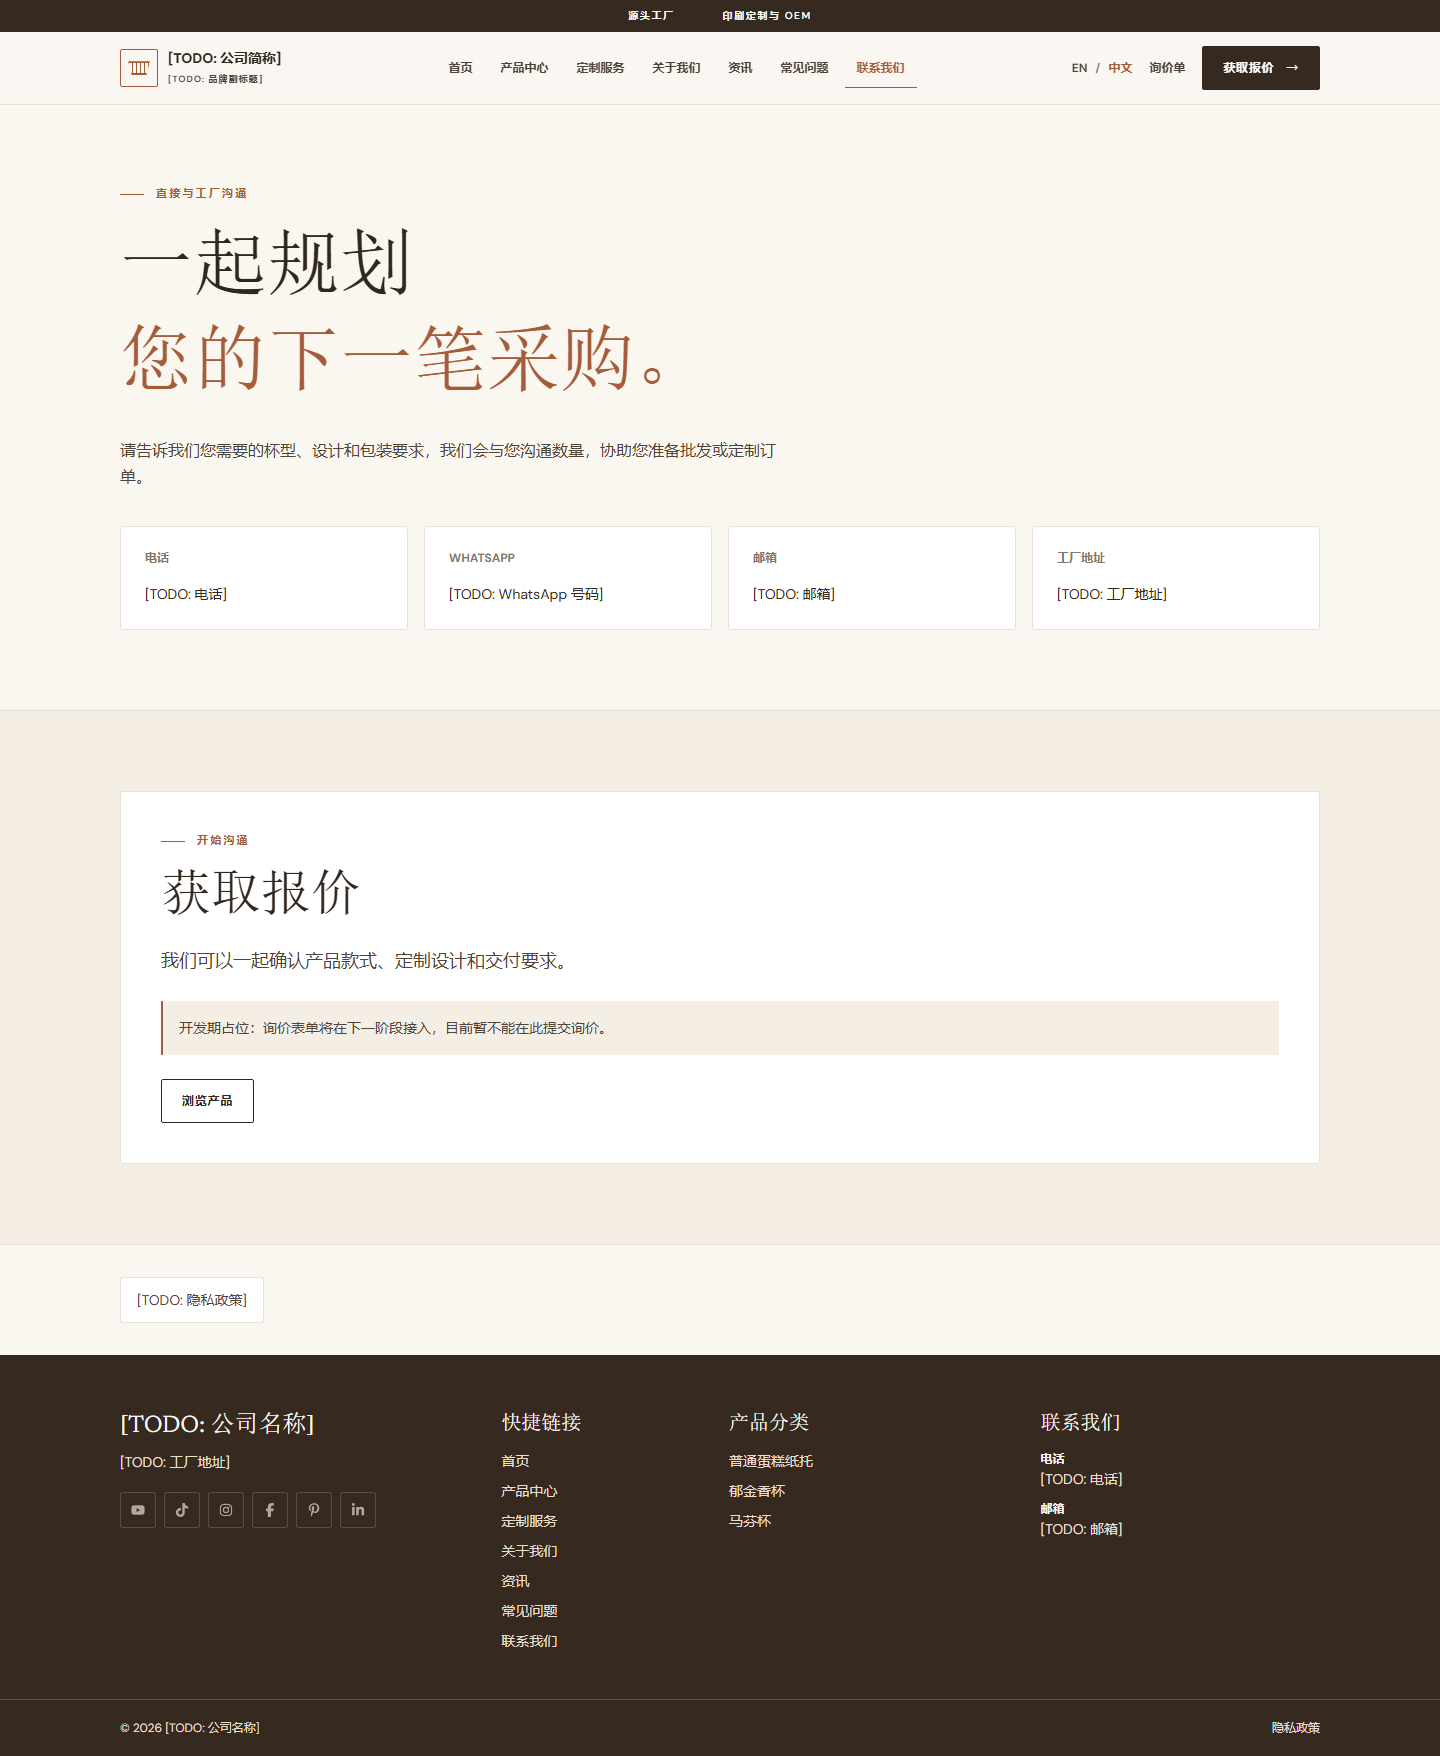 源头工厂 印刷定制与 OEM
[TODO: 公司简称]
[TODO: 品牌副标题]
首页 产品中心 定制服务 关于我们 资讯 常见问题 联系我们
EN / 中文 询价单 获取报价 →
直接与工厂沟通
一起规划
您的下一笔采购。
请告诉我们您需要的杯型、设计和包装要求，我们会与您沟通数量，协助您准备批发或定制订
单。
电话
[TODO: 电话]
WHATSAPP
[TODO: WhatsApp 号码]
邮箱
[TODO: 邮箱]
工厂地址
[TODO: 工厂地址]
开始沟通
获取报价
我们可以一起确认产品款式、定制设计和交付要求。
开发期占位：询价表单将在下一阶段接入，目前暂不能在此提交询价。
浏览产品
[TODO: 隐私政策]
[TODO: 公司名称]
[TODO: 工厂地址]
快捷链接
首页
产品中心
定制服务
关于我们
资讯
常见问题
联系我们
产品分类
普通蛋糕纸托
郁金香杯
马芬杯
联系我们
电话
[TODO: 电话]
邮箱
[TODO: 邮箱]
© 2026 [TODO: 公司名称]
隐私政策